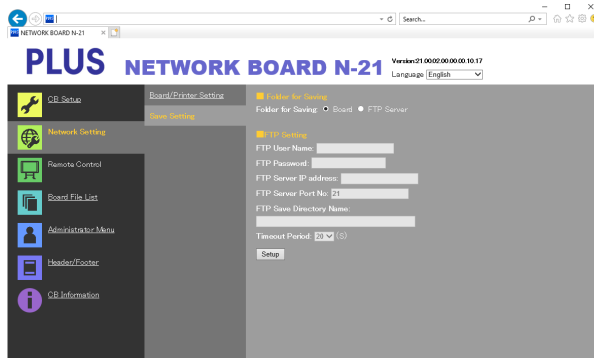 Search...
NETWORK BOARD N-21
PLUS NETWORK BOARD N-21
Version:21.00.02.00.00.00.10.17
Language English
CB Setup
Network Setting
Remote Control
Board File List
Administrator Menu
Header/Footer
CB Information
Board/Printer Setting
Save Setting
Folder for Saving
Folder for Saving: Board FTP Server
FTP Setting
FTP User Name:
FTP Password:
FTP Server IP address:
FTP Server Port No: 21
FTP Save Directory Name:
Timeout Period: 20 (S)
Setup